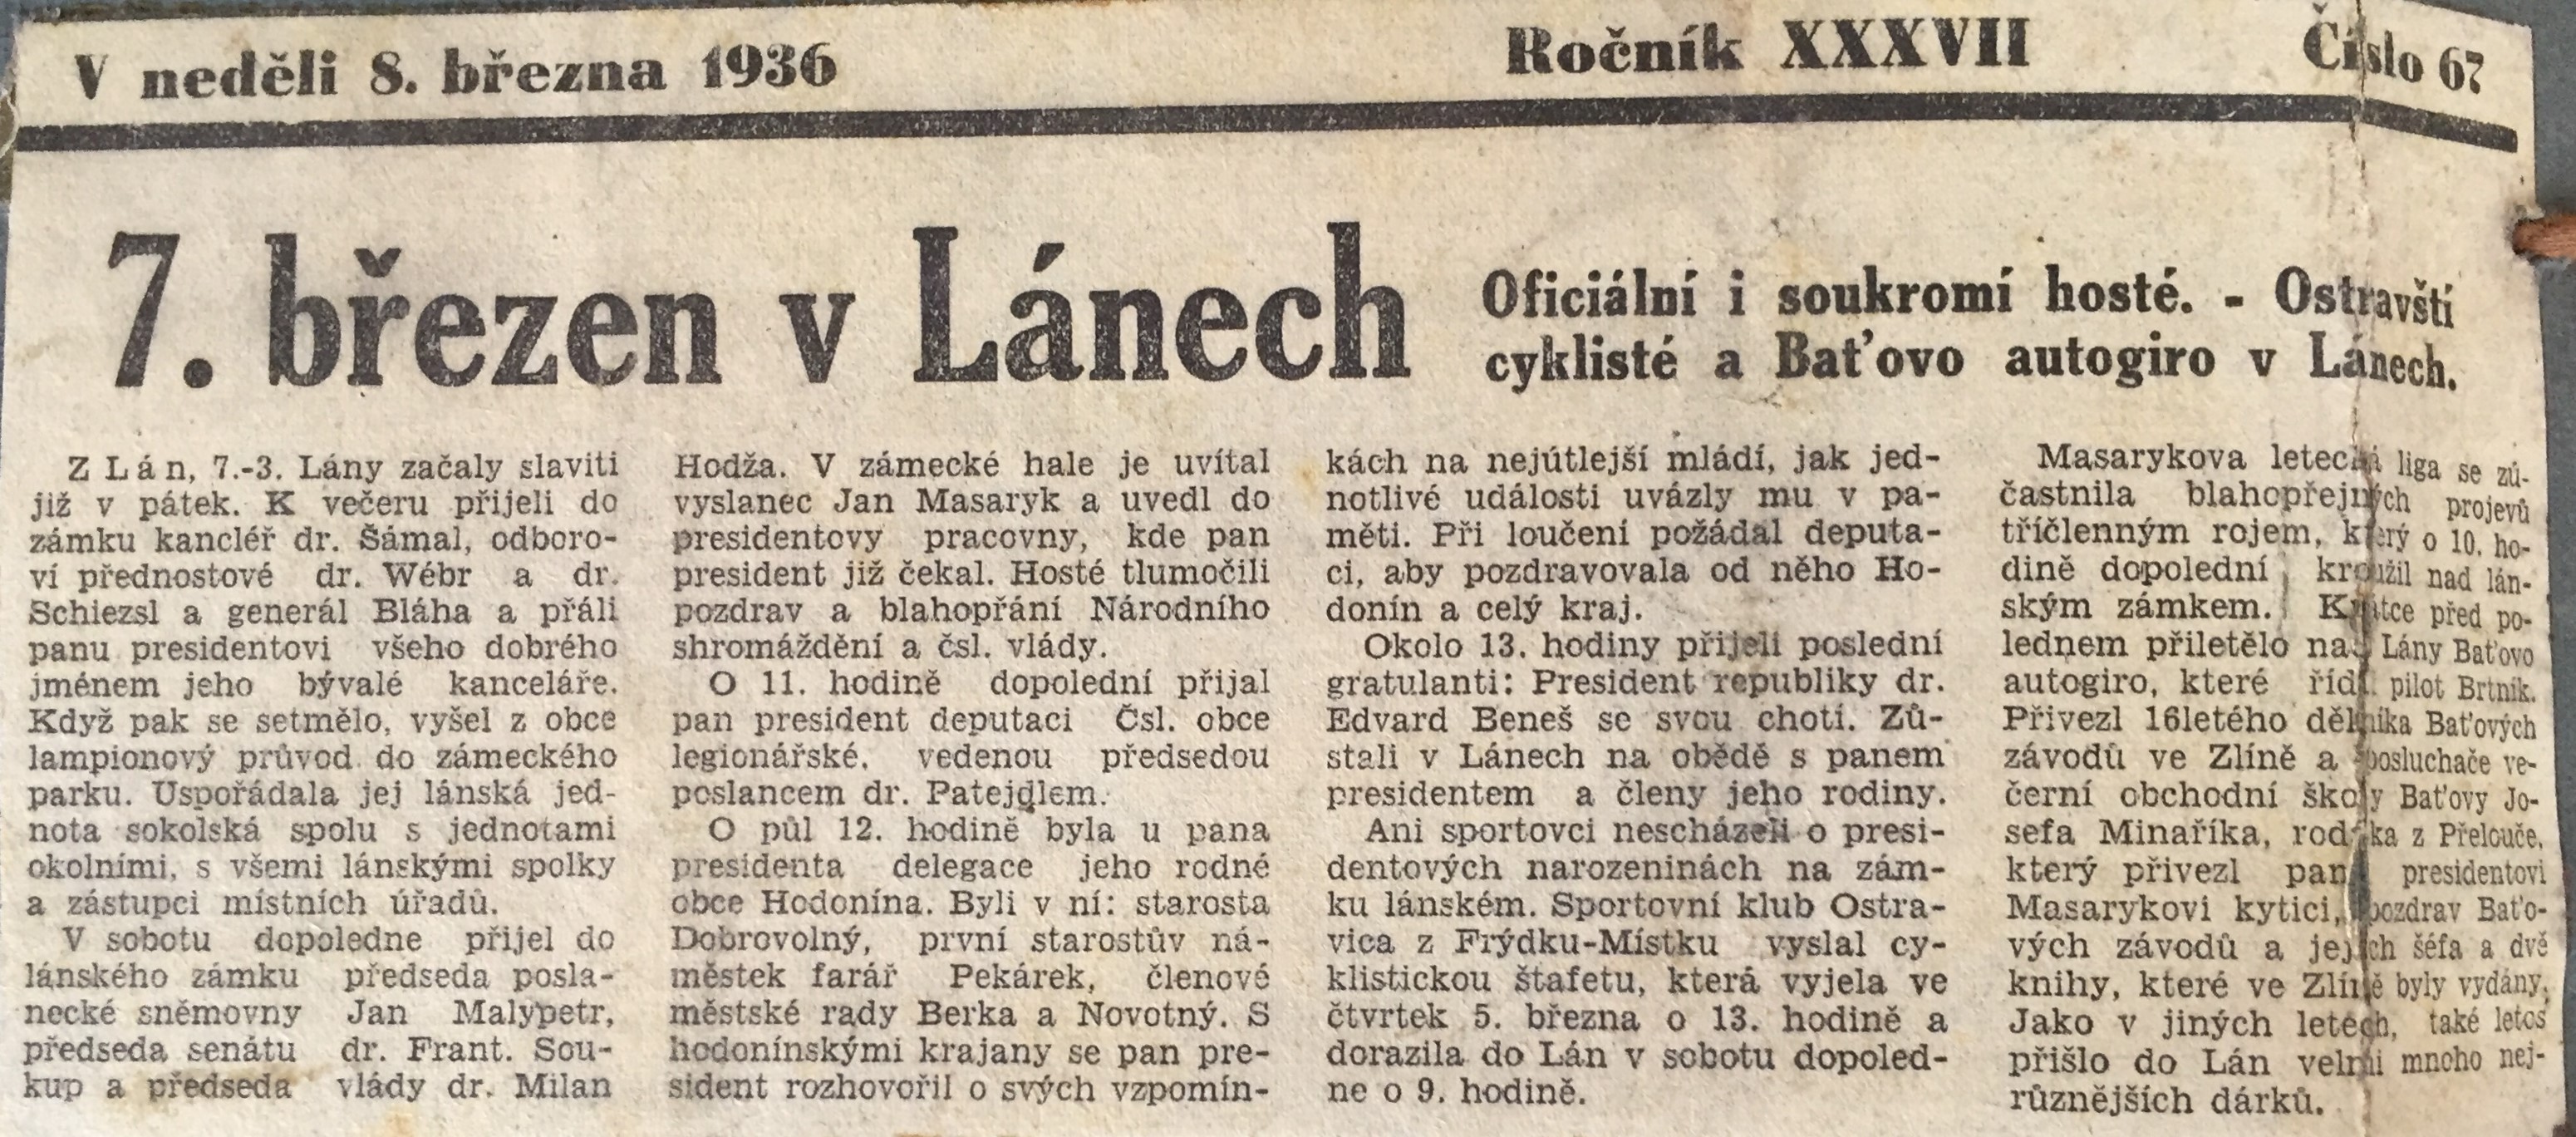 V neděli 8. března 1936 Ročník XXXVII Číslo 67
7. březen v Lánech
Oficiální i soukromí hosté. - Ostravští
cyklisté a Baťovo autogiro v Lánech.
Z Lán, 7.-3. Lány začaly slaviti
již v pátek. K večeru přijeli do
zámku kancléř dr. Šámal, odboro-
ví přednostové dr. Wébr a dr.
Schiezsl a generál Bláha a přáli
panu presidentovi všeho dobrého
jménem jeho bývalé kanceláře.
Když pak se setmělo, vyšel z obce
lampionový průvod do zámeckého
parku. Uspořádala jej lánská jed-
nota sokolská spolu s jednotami
okolními, s všemi lánskými spolky
a zástupci místních úřadů.
V sobotu dopoledne přijel do
lánského zámku předseda posla-
necké sněmovny Jan Malypetr,
předseda senátu dr. Frant. Sou-
kup a předseda vlády dr. Milan
Hodža. V zámecké hale je uvítal
vyslanec Jan Masaryk a uvedl do
presidentovy pracovny, kde pan
president již čekal. Hosté tlumočili
pozdrav a blahopřání Národního
shromáždění a čsl. vlády.
O 11. hodině dopolední přijal
pan president deputaci Čsl. obce
legionářské, vedenou předsedou
poslancem dr. Patejdlem.
O půl 12. hodině byla u pana
presidenta delegace jeho rodné
obce Hodonína. Byli v ní: starosta
Dobrovolný, první starostův ná-
městek farář Pekárek, členové
městské rady Berka a Novotný. S
hodonínskými krajany se pan pre-
sident rozhovořil o svých vzpomín-
kách na nejútlejší mládí, jak jed-
notlivé události uvázly mu v pa-
měti. Při loučení požádal deputa-
ci, aby pozdravovala od něho Ho-
donín a celý kraj.
Okolo 13. hodiny přijeli poslední
gratulanti: President republiky dr.
Edvard Beneš se svou chotí. Zů-
stali v Lánech na obědě s panem
presidentem a členy jeho rodiny.
Ani sportovci nescházeli o presi-
dentových narozeninách na zám-
ku lánském. Sportovní klub Ostra-
vica z Frýdku-Místku vyslal cy-
klistickou štafetu, která vyjela ve
čtvrtek 5. března o 13. hodině a
dorazila do Lán v sobotu dopoled-
ne o 9. hodině.
Masarykova letecká liga se zú-
častnila blahopřejných projevů
tříčlenným rojem, který o 10. ho-
dině dopolední kroužil nad lán-
ským zámkem. Krátce před po-
lednem přiletělo nad Lány Baťovo
autogiro, které řídil pilot Brtník.
Přivezl 16letého dělníka Baťových
závodů ve Zlíně a posluchače ve-
černí obchodní školy Baťovy Jo-
sefa Minaříka, rodáka z Přelouče,
který přivezl panu presidentovi
Masarykovi kytici, pozdrav Baťo-
vých závodů a jejich šéfa a dvě
knihy, které ve Zlíně byly vydány.
Jako v jiných letech, také letos
přišlo do Lán velmi mnoho nej-
různějších dárků.